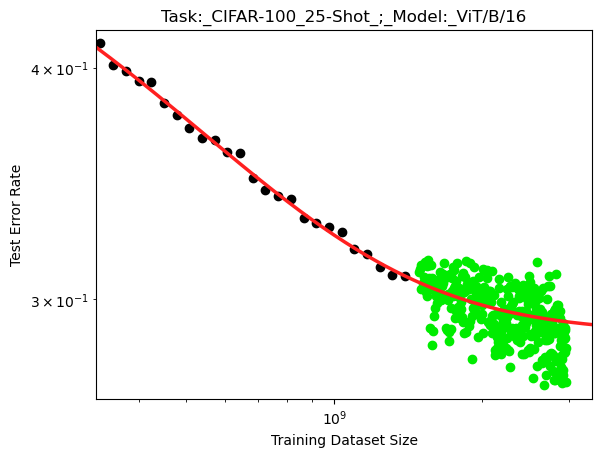 Task:_CIFAR-100_25-Shot_;_Model:_ViT/B/16
4 × 10⁻¹
3 × 10⁻¹
Test Error Rate
10⁹
Training Dataset Size